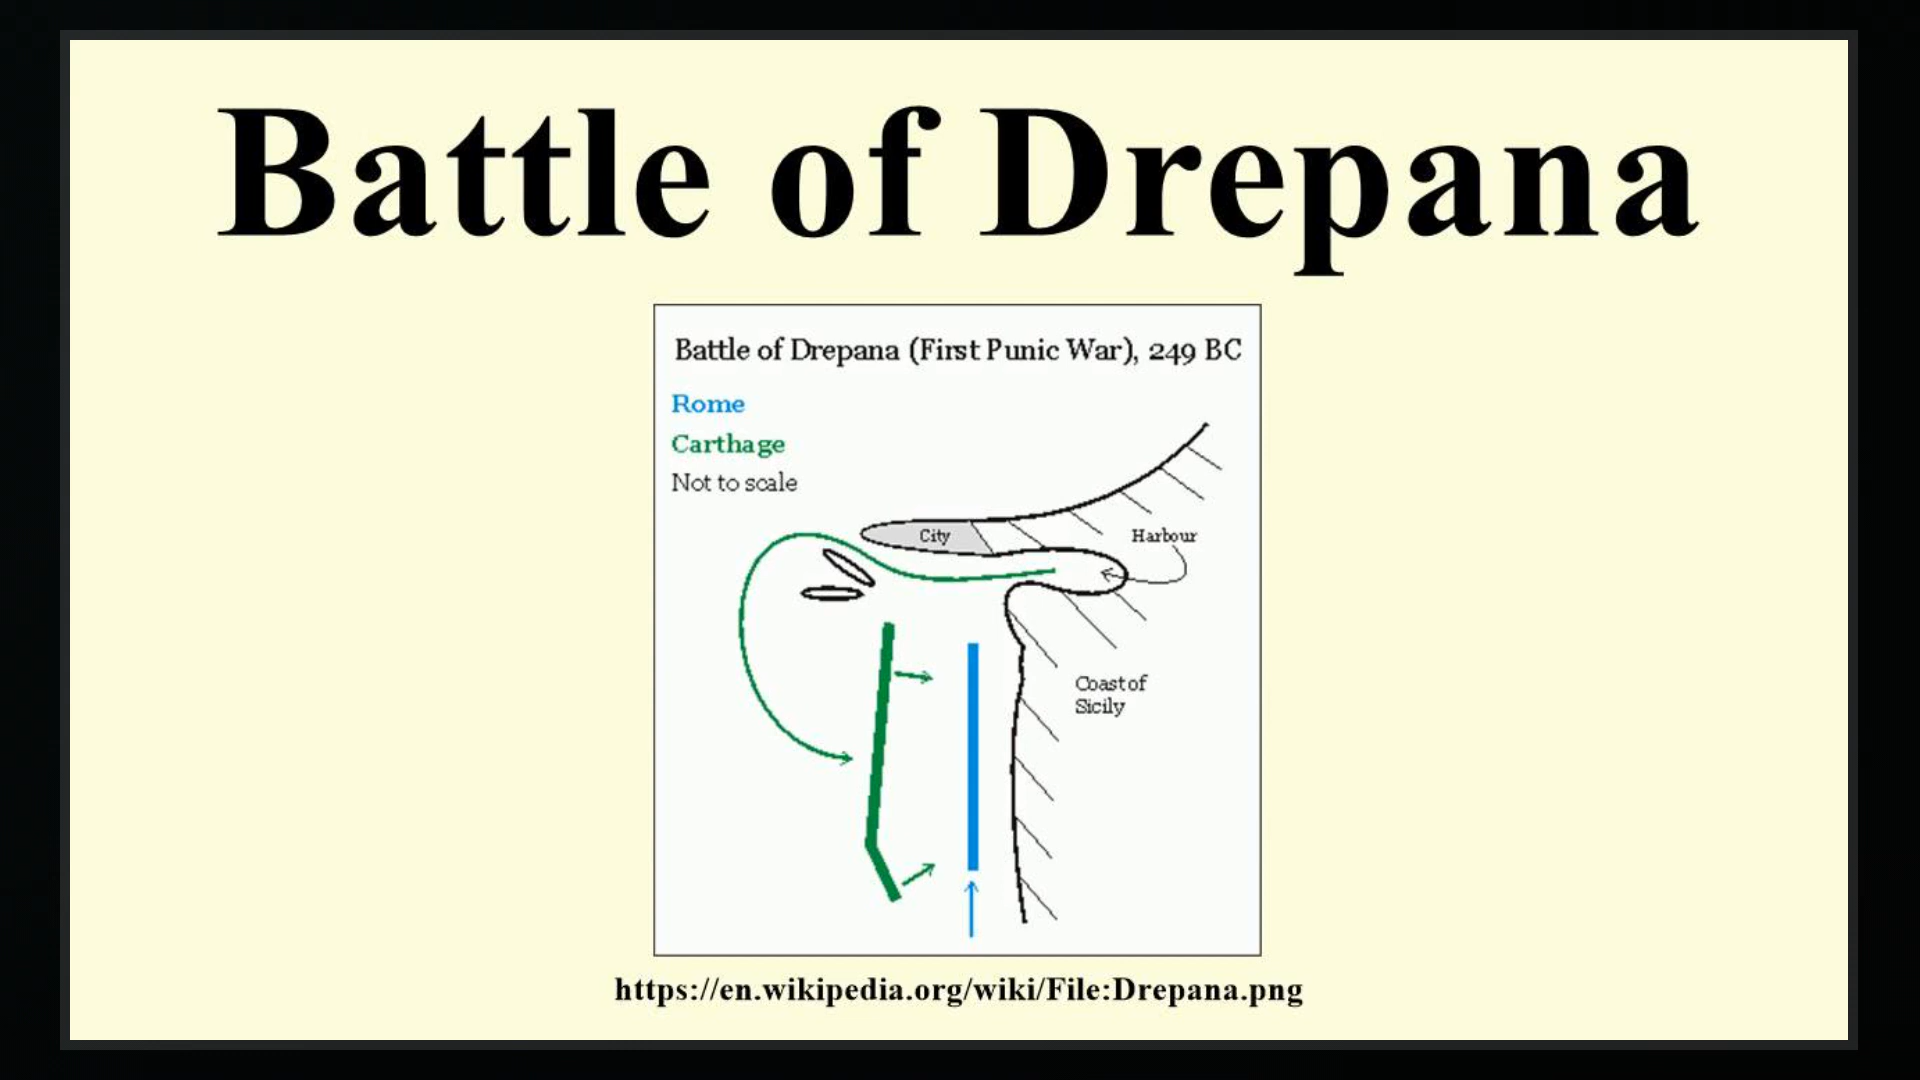 Battle of Drepana
Battle of Drepana (First Punic War), 249 BC
Rome
Carthage
Not to scale
City
Harbour
Coast of
Sicily
https://en.wikipedia.org/wiki/File:Drepana.png